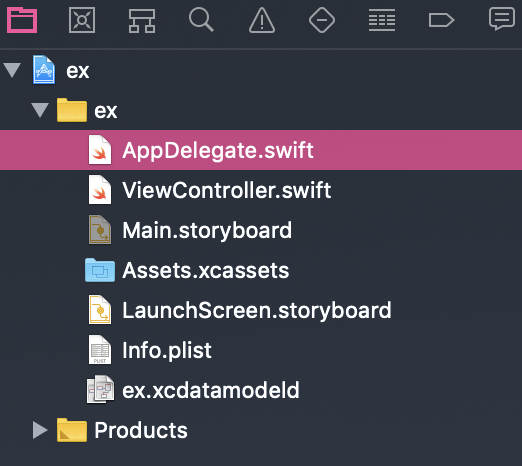 ex
ex
AppDelegate.swift
ViewController.swift
Main.storyboard
Assets.xcassets
LaunchScreen.storyboard
Info.plist
ex.xcdatamodeld
Products